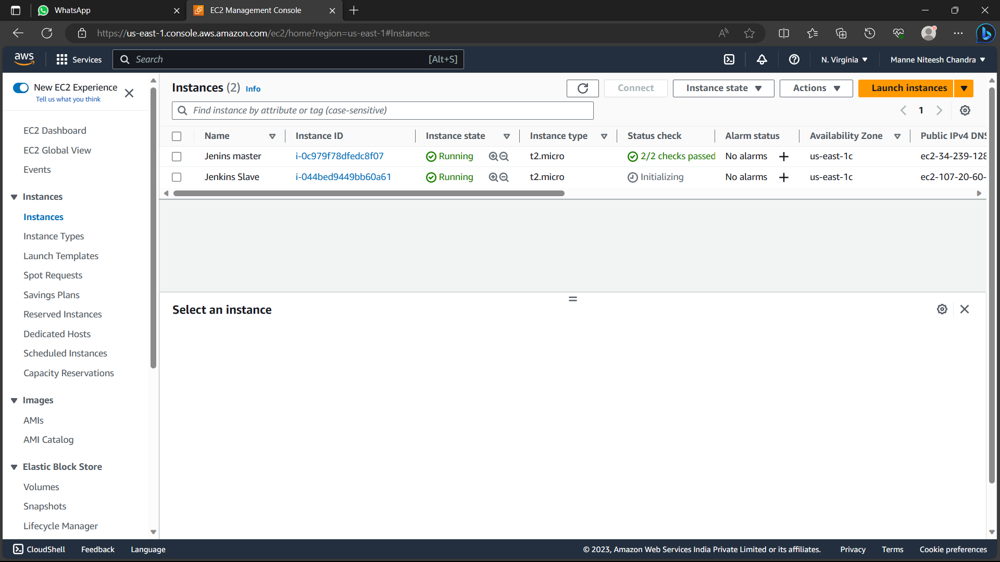 WhatsApp
EC2 Management Console
https://us-east-1.console.aws.amazon.com/ec2/home?region=us-east-1#Instances:
aws
Services
Search
[Alt+S]
N. Virginia
Manne Niteesh Chandra
New EC2 Experience
Tell us what you think
EC2 Dashboard
EC2 Global View
Events
Instances
Instances
Instance Types
Launch Templates
Spot Requests
Savings Plans
Reserved Instances
Dedicated Hosts
Scheduled Instances
Capacity Reservations
Images
AMIs
AMI Catalog
Elastic Block Store
Volumes
Snapshots
Lifecycle Manager
Instances (2) Info
Connect
Instance state
Actions
Launch instances
Find instance by attribute or tag (case-sensitive)
1
Name Instance ID Instance state Instance type Status check Alarm status Availability Zone Public IPv4 DNS
Jenins master i-0c979f78dfedc8f07 Running t2.micro 2/2 checks passed No alarms + us-east-1c ec2-34-239-128
Jenkins Slave i-044bed9449bb60a61 Running t2.micro Initializing No alarms + us-east-1c ec2-107-20-60-
Select an instance
CloudShell Feedback Language © 2023, Amazon Web Services India Private Limited or its affiliates. Privacy Terms Cookie preferences